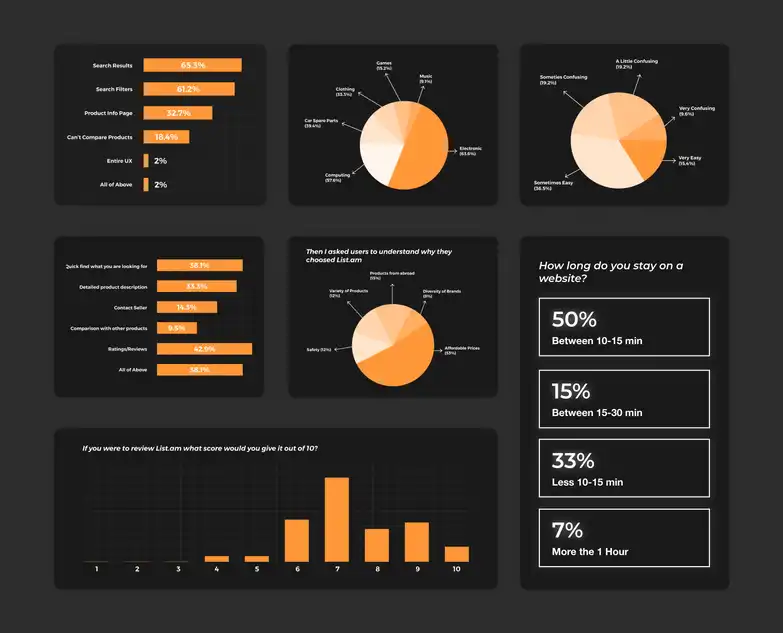 Search Results
65.3%
Search Filters
61.2%
Product Info Page
32.7%
Can't Compare Products
18.4%
Entire UX
2%
All of Above
2%
Games
(15.2%)
Music
(9.1%)
Clothing
(33.3%)
Car Spare Parts
(39.4%)
Computing
(57.6%)
Electronic
(63.6%)
A Little Confusing
(19.2%)
Someties Confusing
(19.2%)
Very Confusing
(9.6%)
Very Easy
(15.4%)
Sometimes Easy
(36.5%)
Quick find what you are looking for
38.1%
Detailed product description
33.3%
Contact Seller
14.3%
Comparison with other products
9.5%
Ratings/Reviews
42.9%
All of Above
38.1%
Then I asked users to understand why they
choosed List.am
Products from abroad
(15%)
Variety of Products
(12%)
Diversity of Brands
(8%)
Safety (12%)
Affordable Prices
(53%)
How long do you stay on a
website?
50%
Between 10-15 min
15%
Between 15-30 min
33%
Less 10-15 min
7%
More the 1 Hour
If you were to review List.am what score would you give it out of 10?
1 2 3 4 5 6 7 8 9 10